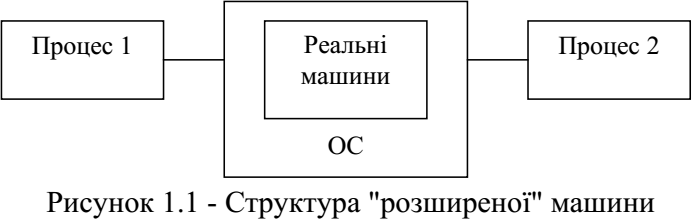 Процес 1
Реальні
машини
Процес 2
ОС
Рисунок 1.1 - Структура "розширеної" машини